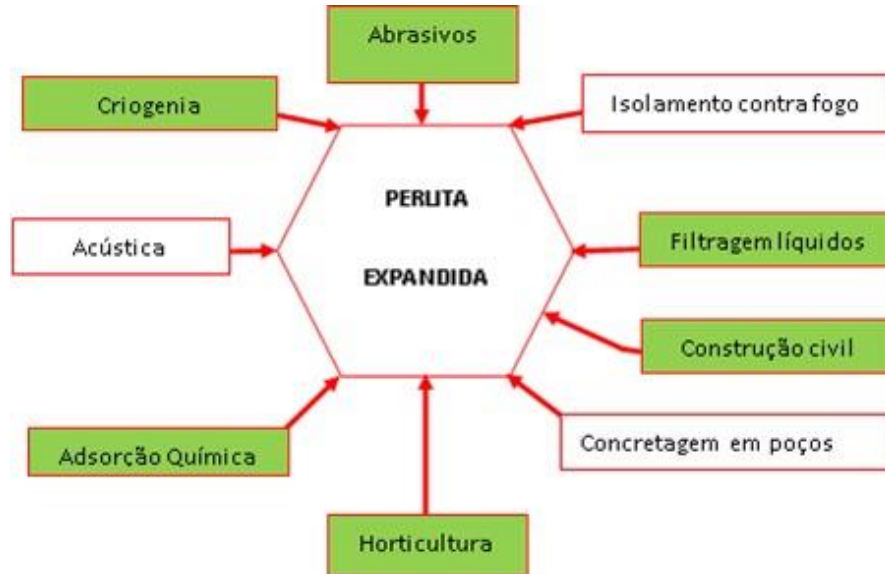 Abrasivos
Criogenia
Isolamento contra fogo
PERLITA
EXPANDIDA
Acústica
Filtragem líquidos
Construção civil
Adsorção Química
Concretagem em poços
Horticultura